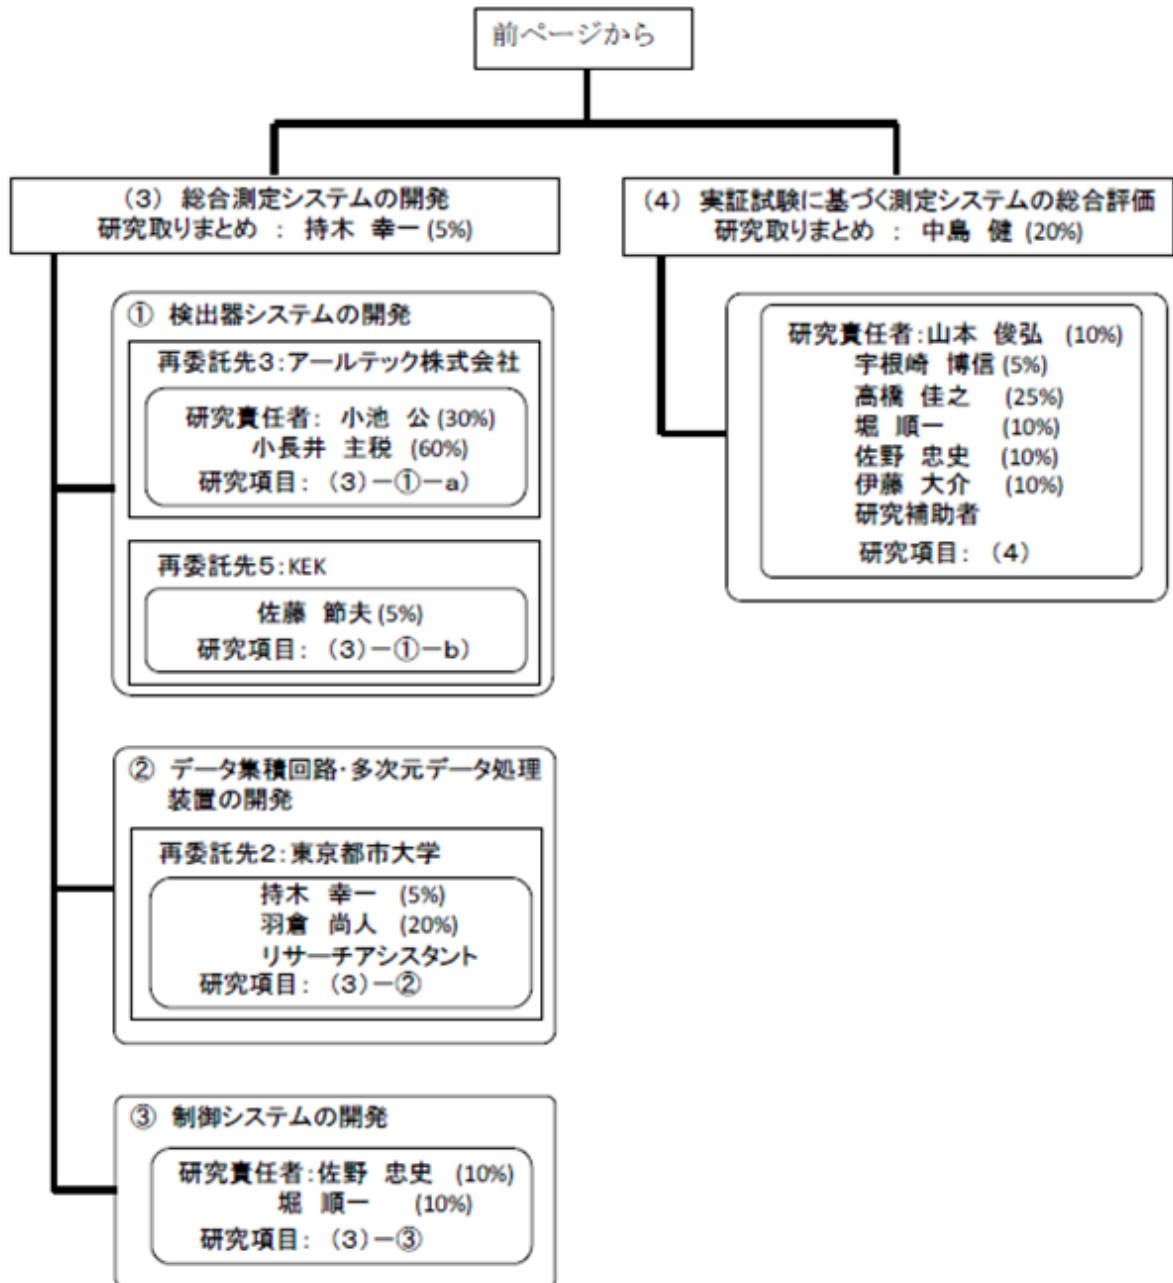 前ページから
(3) 総合測定システムの開発
研究取りまとめ : 持木 幸一 (5%)
① 検出器システムの開発
再委託先3:アールテック株式会社
研究責任者: 小池 公 (30%)
小長井 主税 (60%)
研究項目: (3)-①-a)
再委託先5:KEK
佐藤 節夫 (5%)
研究項目: (3)-①-b)
② データ集積回路・多次元データ処理
装置の開発
再委託先2:東京都市大学
持木 幸一 (5%)
羽倉 尚人 (20%)
リサーチアシスタント
研究項目: (3)-②
③ 制御システムの開発
研究責任者:佐野 忠史 (10%)
堀 順一 (10%)
研究項目: (3)-③
(4) 実証試験に基づく測定システムの総合評価
研究取りまとめ : 中島 健 (20%)
研究責任者:山本 俊弘 (10%)
宇根崎 博信 (5%)
高橋 佳之 (25%)
堀 順一 (10%)
佐野 忠史 (10%)
伊藤 大介 (10%)
研究補助者
研究項目: (4)